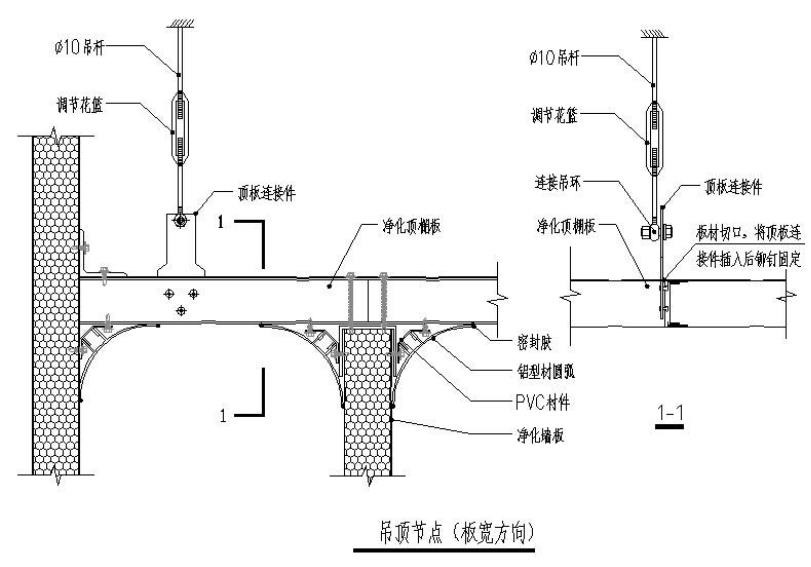 ø10吊杆
调节花篮
顶板连接件
1
净化顶棚板
密封胶
铝型材圆弧
PVC材件
净化墙板
1
ø10吊杆
调节花篮
连接吊环
顶板连接件
净化顶棚板
板材切口，将顶板连
接件插入后铆钉固定
1-1
吊顶节点（板宽方向）